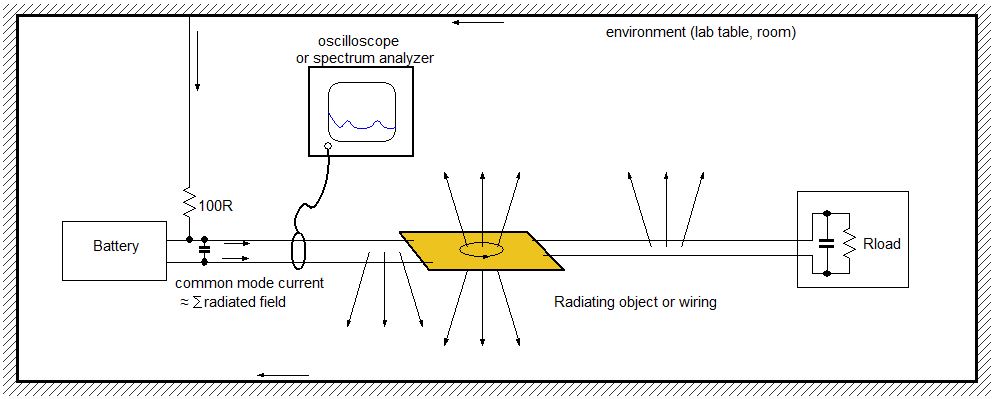 environment (lab table, room)
oscilloscope
or spectrum analyzer
100R
Battery
Rload
common mode current
≈ ∑radiated field
Radiating object or wiring